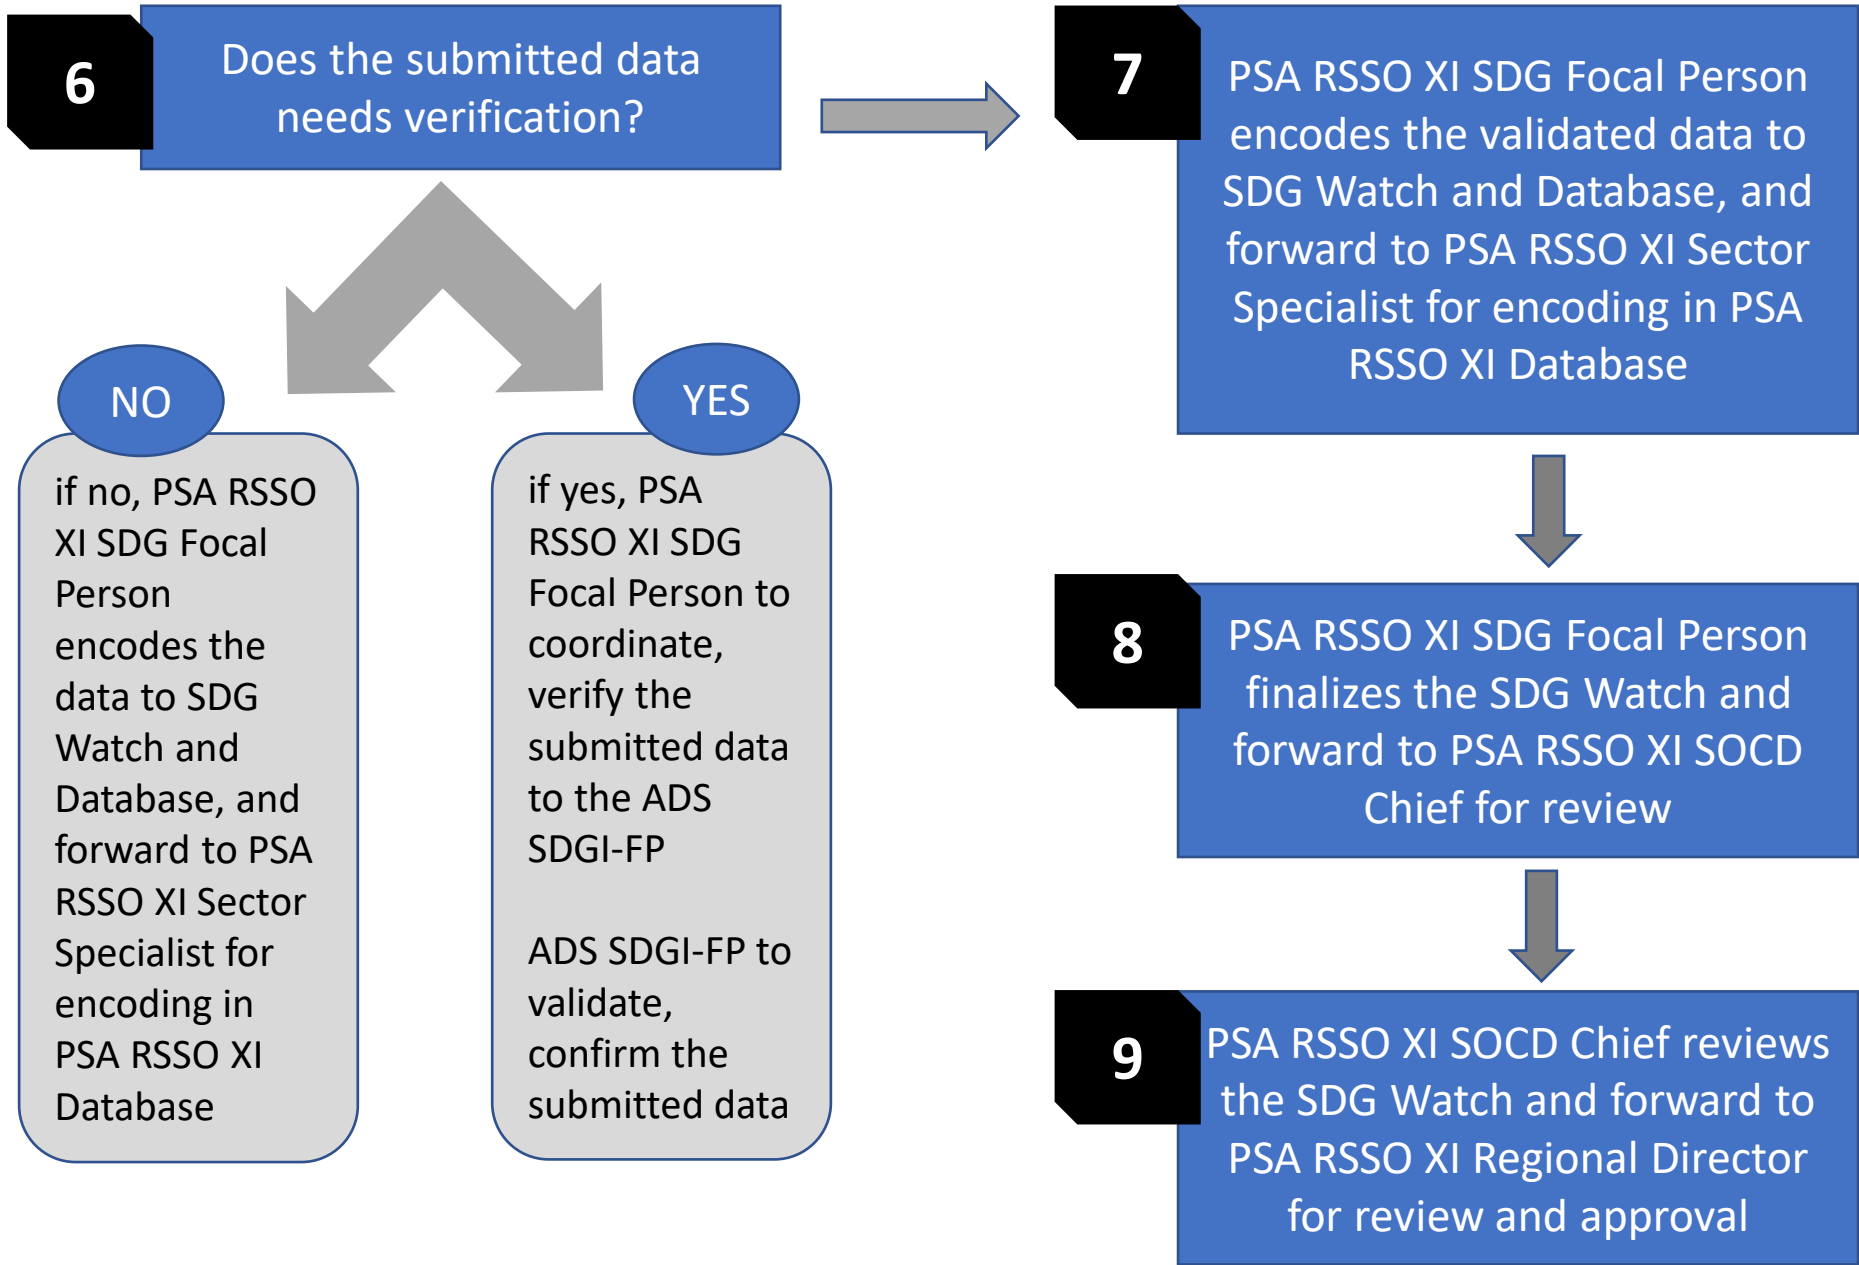 6
Does the submitted data
needs verification?
NO
if no, PSA RSSO
XI SDG Focal
Person
encodes the
data to SDG
Watch and
Database, and
forward to PSA
RSSO XI Sector
Specialist for
encoding in
PSA RSSO XI
Database
YES
if yes, PSA
RSSO XI SDG
Focal Person to
coordinate,
verify the
submitted data
to the ADS
SDGI-FP
ADS SDGI-FP to
validate,
confirm the
submitted data
7
PSA RSSO XI SDG Focal Person
encodes the validated data to
SDG Watch and Database, and
forward to PSA RSSO XI Sector
Specialist for encoding in PSA
RSSO XI Database
8
PSA RSSO XI SDG Focal Person
finalizes the SDG Watch and
forward to PSA RSSO XI SOCD
Chief for review
9
PSA RSSO XI SOCD Chief reviews
the SDG Watch and forward to
PSA RSSO XI Regional Director
for review and approval